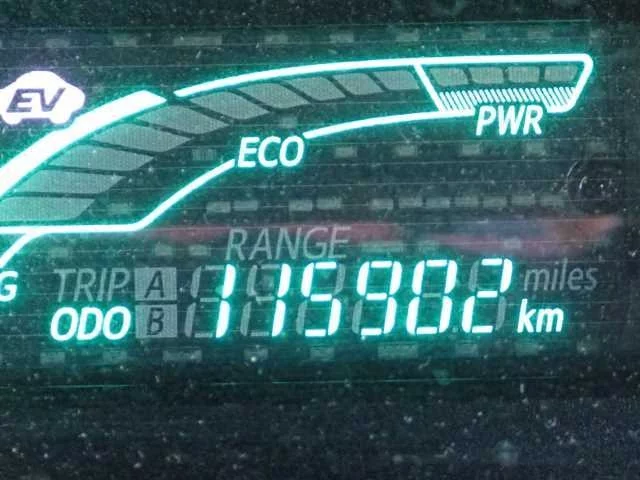 EV
ECO
PWR
RANGE
TRIP A miles
ODO B 115902 km
G